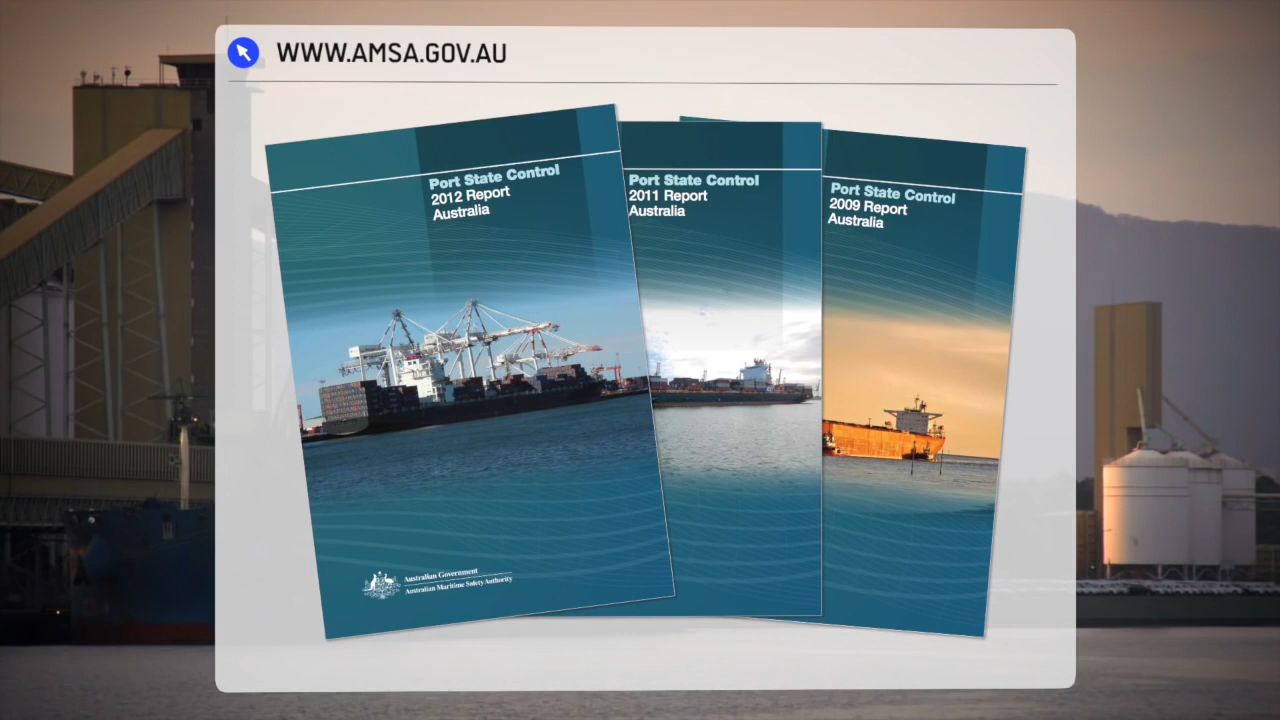 WWW.AMSA.GOV.AU
Port State Control
2012 Report
Australia
Port State Control
2011 Report
Australia
Port State Control
2009 Report
Australia
Australian Government
Australian Maritime Safety Authority